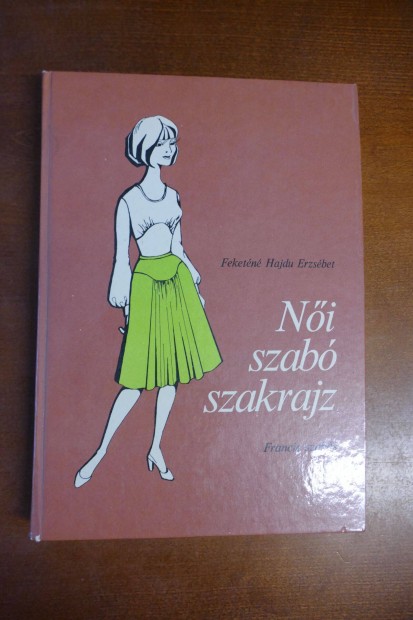 Feketéné Hajdu Erzsébet
Női
szabó
szakrajz